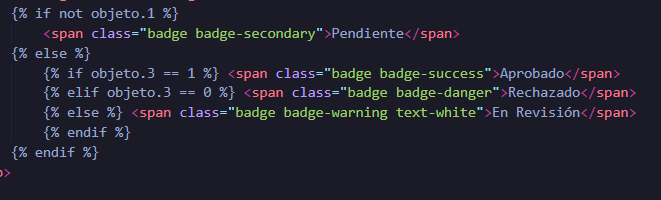 {% if not objeto.1 %}
<span class="badge badge-secondary">Pendiente</span>
{% else %}
{% if objeto.3 == 1 %} <span class="badge badge-success">Aprobado</span>
{% elif objeto.3 == 0 %} <span class="badge badge-danger">Rechazado</span>
{% else %} <span class="badge badge-warning text-white">En Revisión</span>
{% endif %}
{% endif %}
>